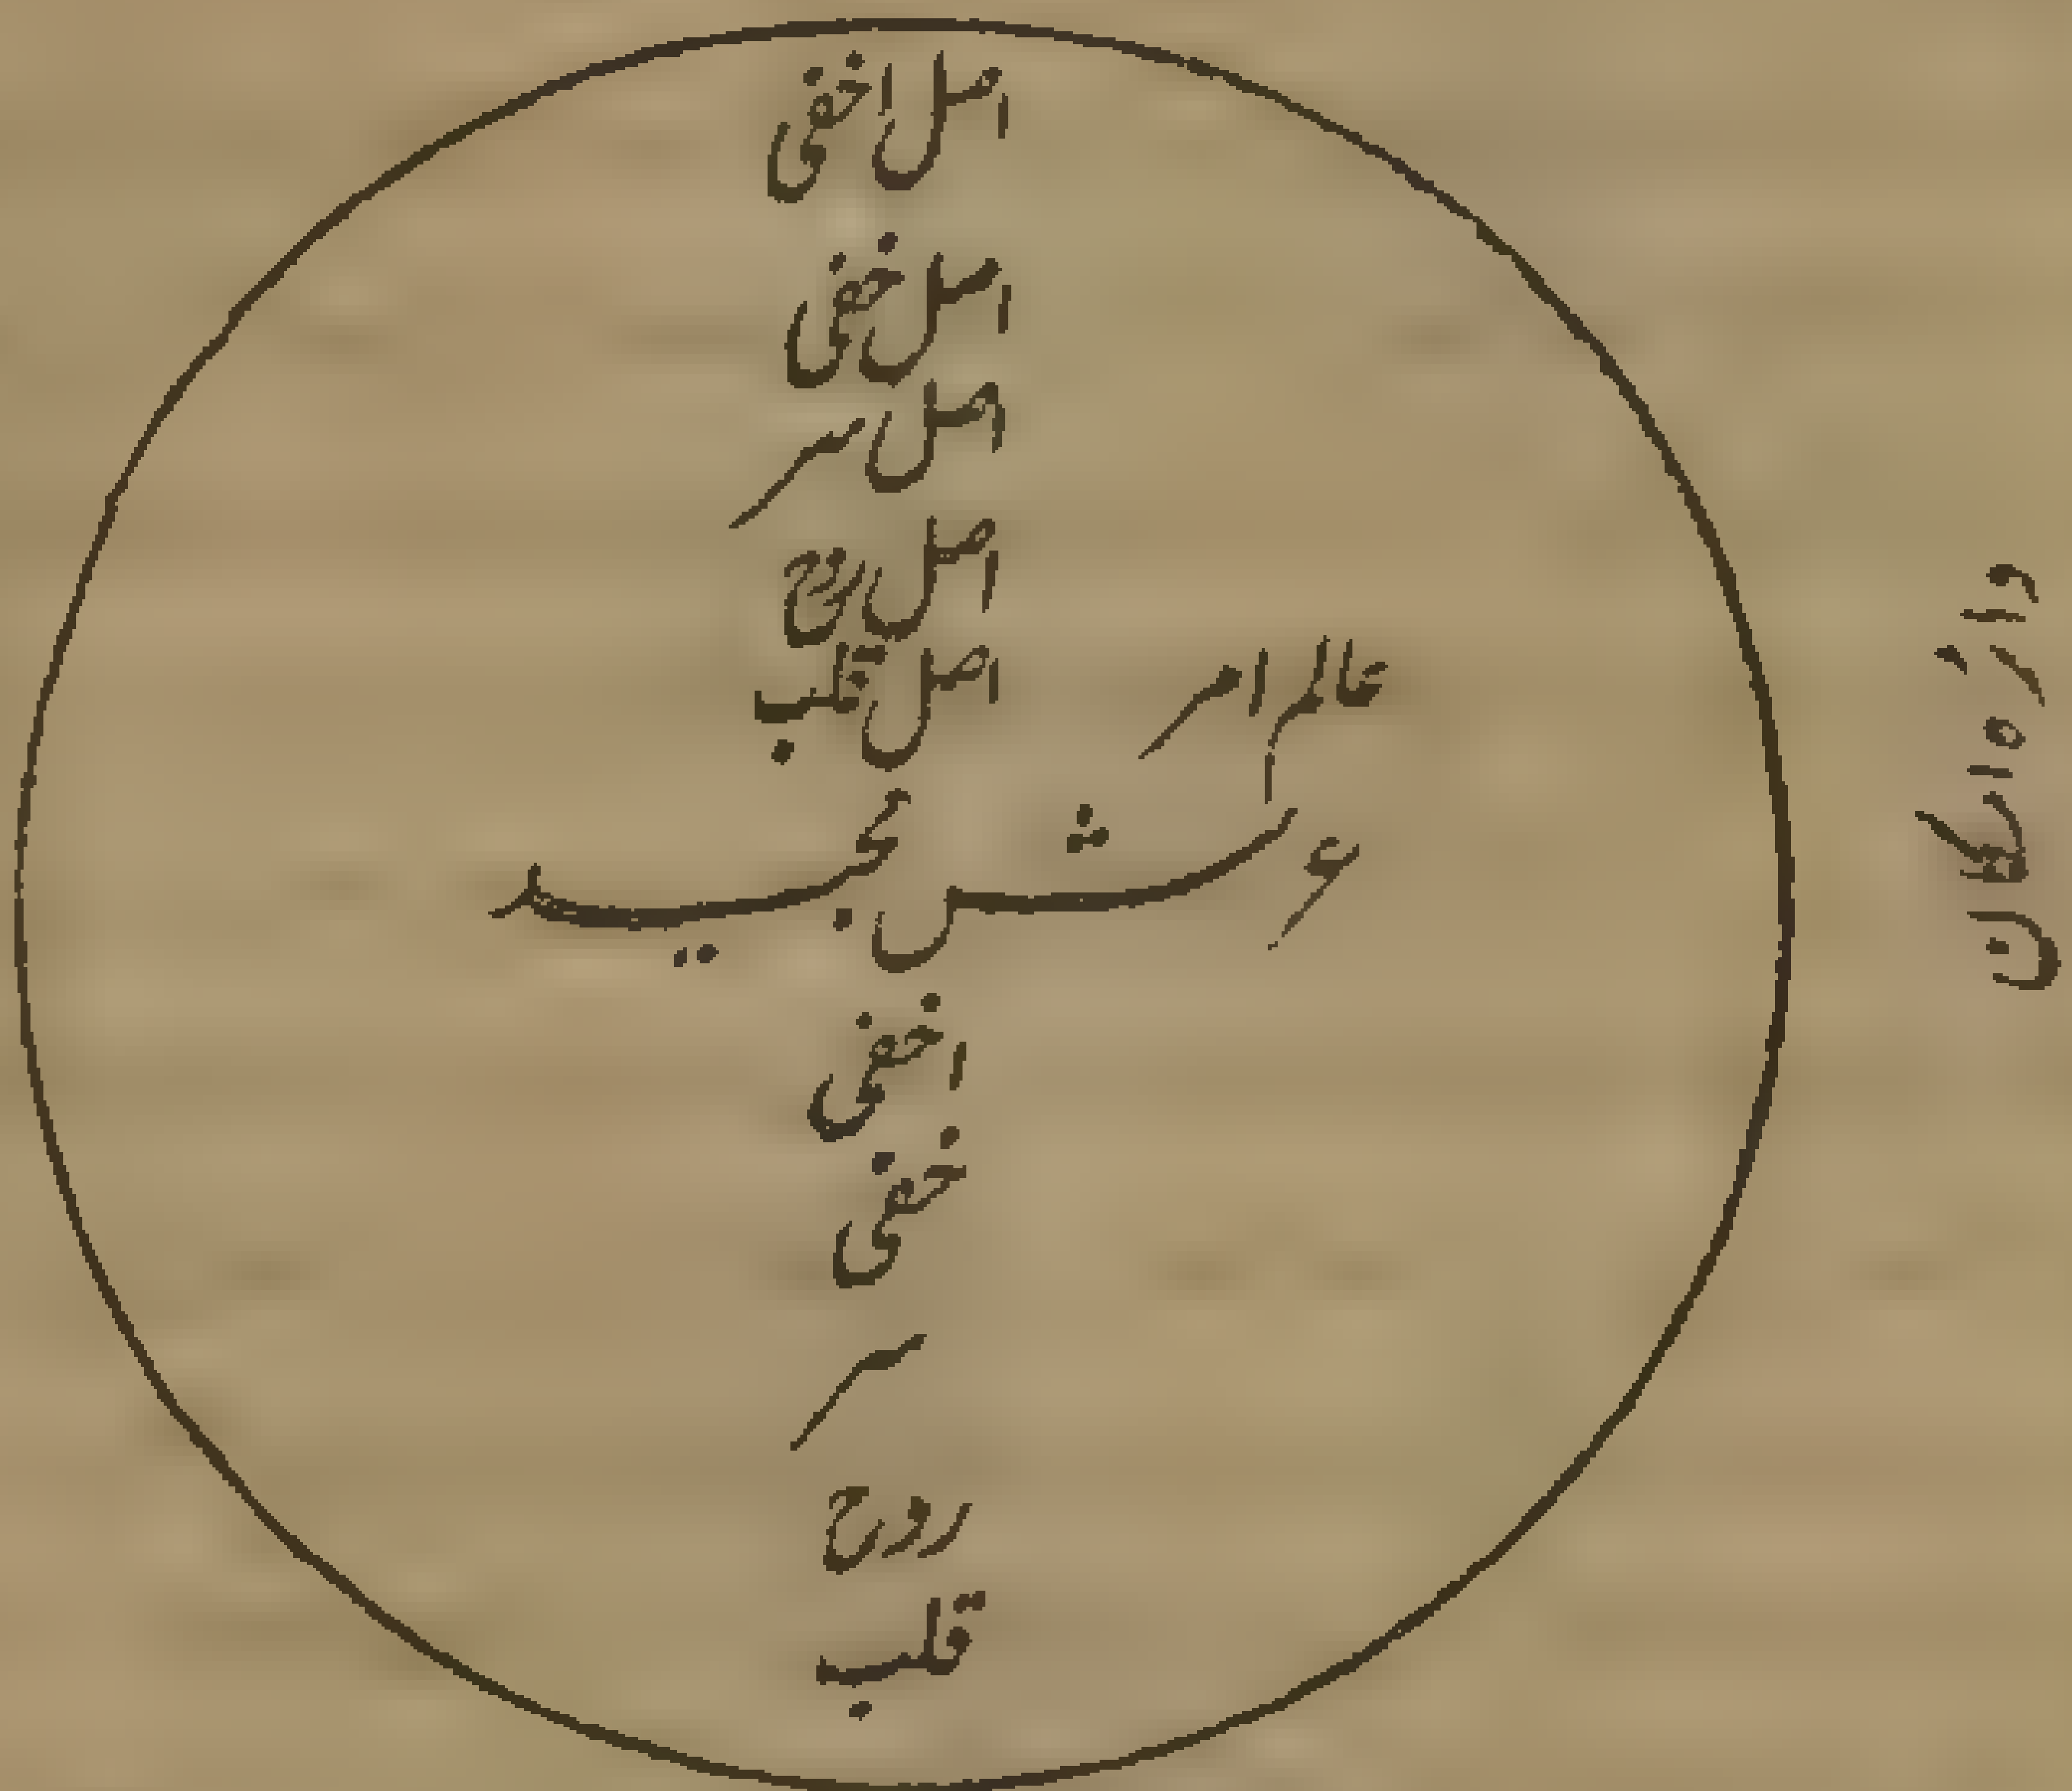 اصل اخفی
اصل خفی
اصل سر
اصل روح
اصل قلب
عالم امر
عرش مجید
اخفی
خفی
سر
روح
قلب
دائرہ امکان